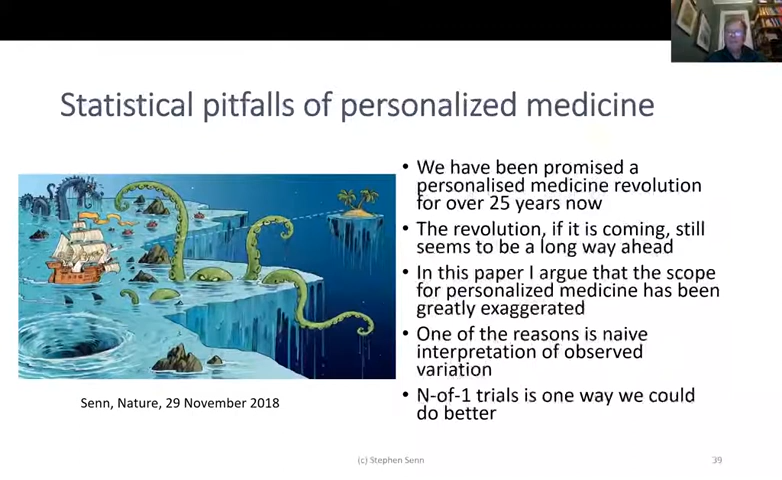 Statistical pitfalls of personalized medicine
• We have been promised a
personalised medicine revolution
for over 25 years now
• The revolution, if it is coming, still
seems to be a long way ahead
• In this paper I argue that the scope
for personalized medicine has been
greatly exaggerated
• One of the reasons is naive
interpretation of observed
variation
• N-of-1 trials is one way we could
do better
Senn, Nature, 29 November 2018
(c) Stephen Senn
39